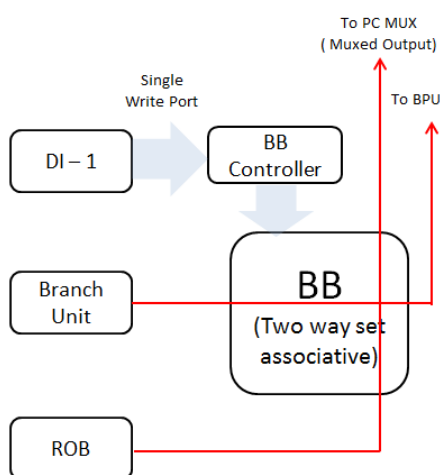 To PC MUX
( Muxed Output)
Single
Write Port
To BPU
DI – 1
BB
Controller
Branch
Unit
BB
(Two way set
associative)
ROB